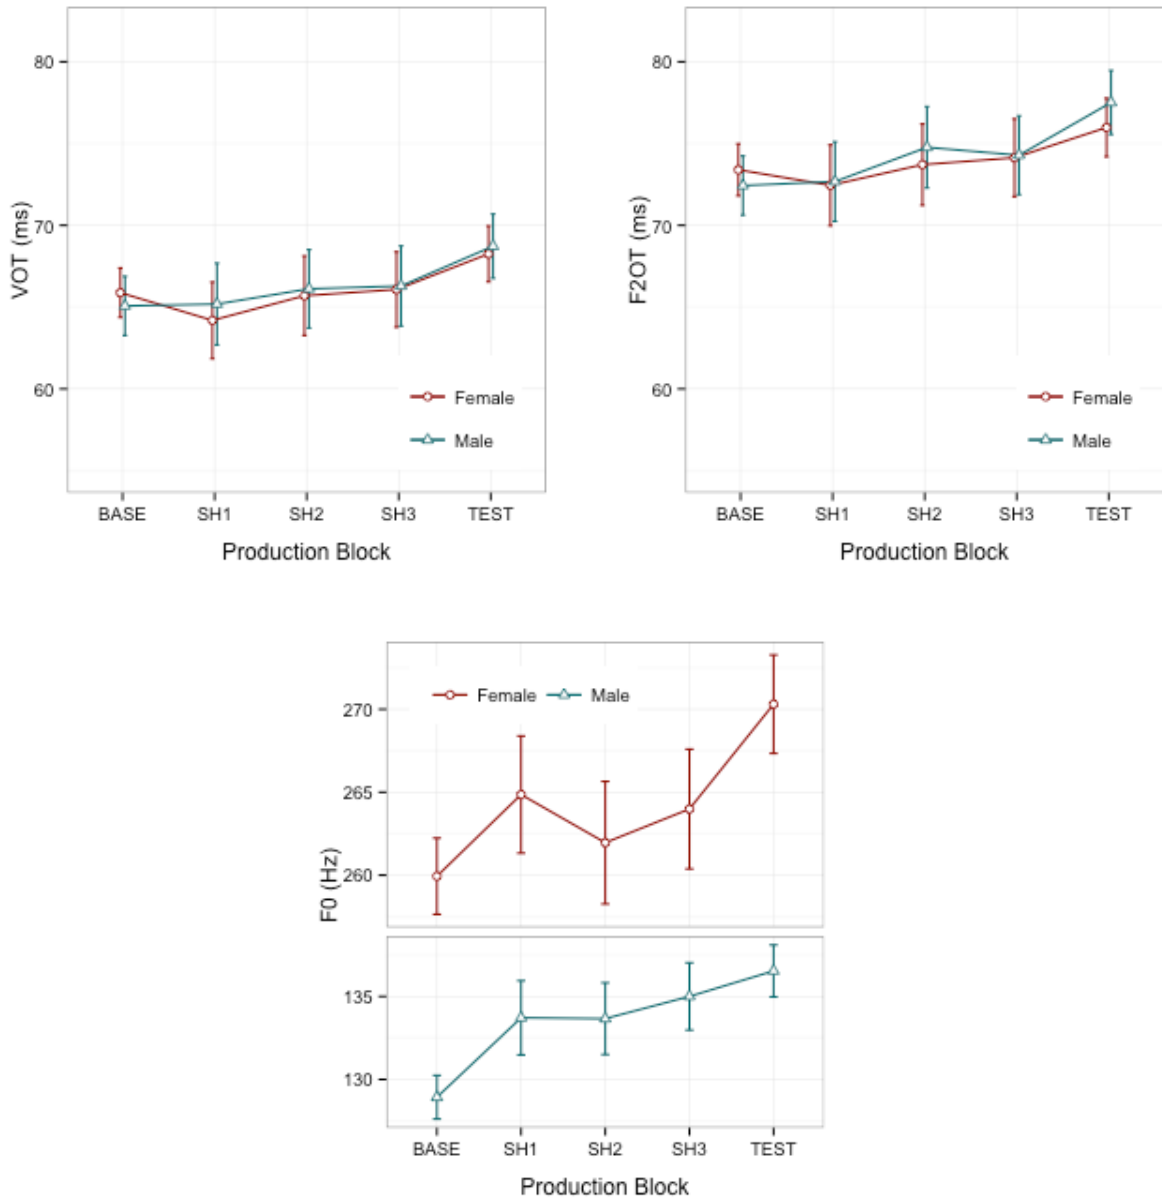 80
70
60
VOT (ms)
Female
Male
BASE SH1 SH2 SH3 TEST
Production Block
80
70
60
F2OT (ms)
Female
Male
BASE SH1 SH2 SH3 TEST
Production Block
Female Male
270
265
260
F0 (Hz)
135
130
BASE SH1 SH2 SH3 TEST
Production Block